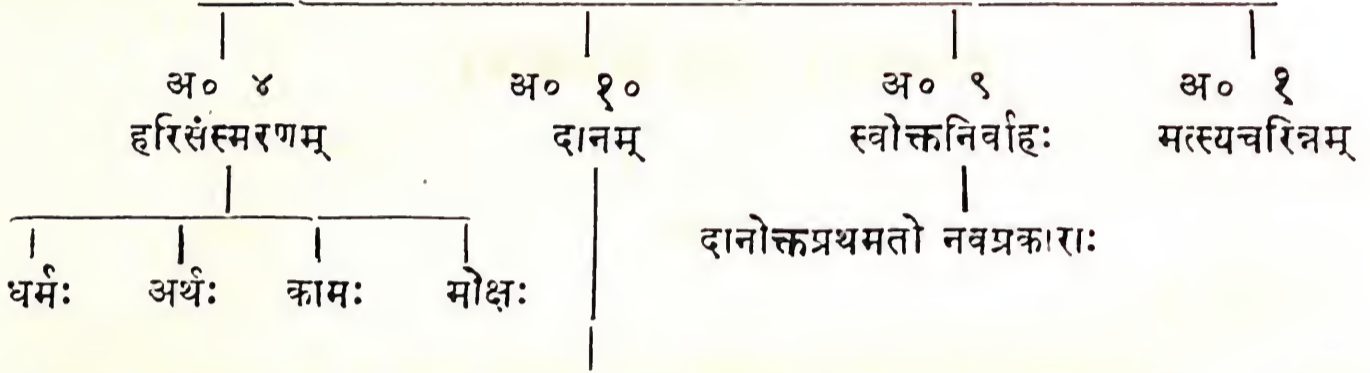 अ० ४ अ० १० अ० ९ अ० १
हरिसंस्मरणम् दानम् स्वोक्तनिर्वाहः मत्स्यचरित्रम्
दानोक्तप्रथमतो नवप्रकाराः
धर्मः अर्थः कामः मोक्षः